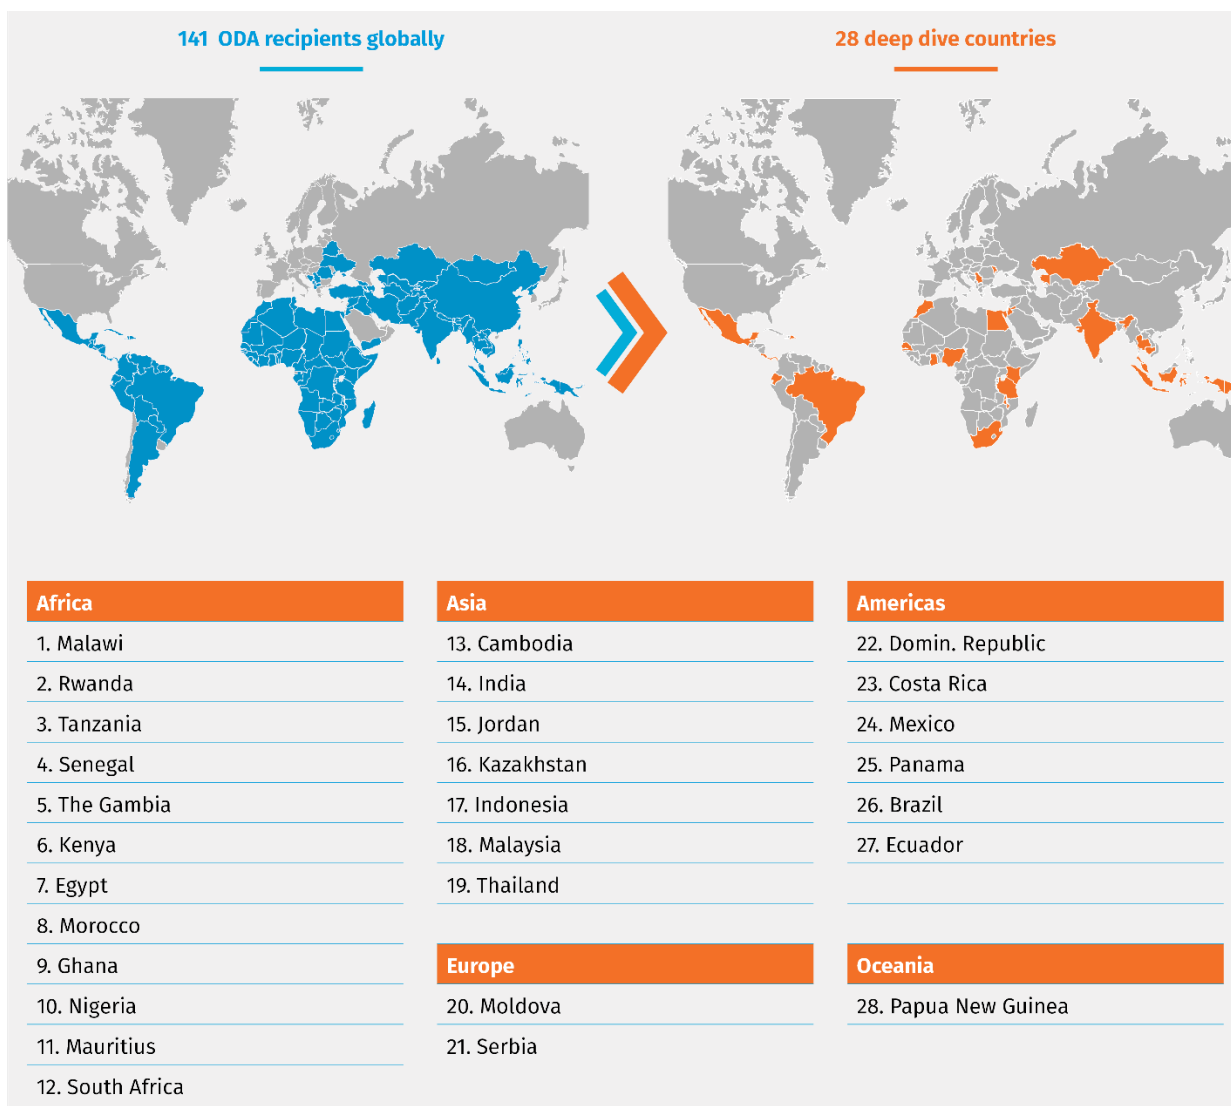 141 ODA recipients globally
28 deep dive countries
Africa
1. Malawi
2. Rwanda
3. Tanzania
4. Senegal
5. The Gambia
6. Kenya
7. Egypt
8. Morocco
9. Ghana
10. Nigeria
11. Mauritius
12. South Africa
Asia
13. Cambodia
14. India
15. Jordan
16. Kazakhstan
17. Indonesia
18. Malaysia
19. Thailand
Europe
20. Moldova
21. Serbia
Americas
22. Domin. Republic
23. Costa Rica
24. Mexico
25. Panama
26. Brazil
27. Ecuador
Oceania
28. Papua New Guinea